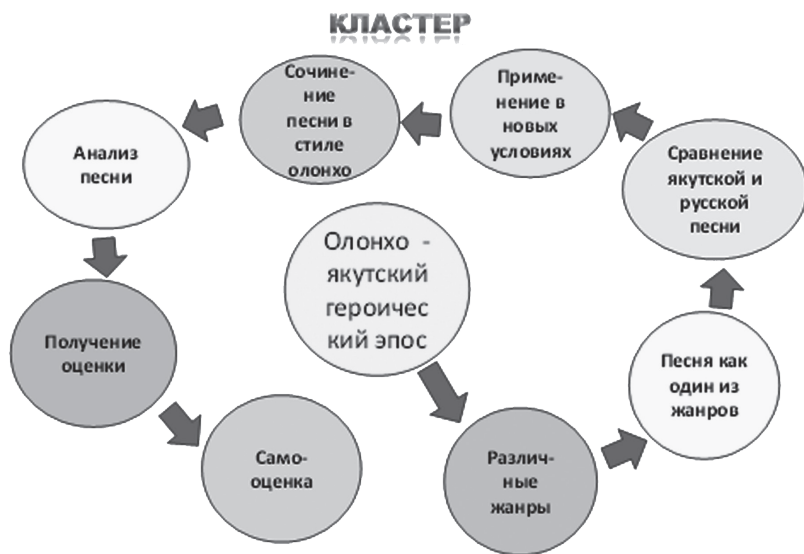 КЛАСТЕР
Сочине-
ние
песни в
стиле
олонхо
Приме-
нение в
новых
условиях
Анализ
песни
Сравнение
якутской и
русской
песни
Олонхо -
якутский
героичес
кий эпос
Получение
оценки
Песня как
один из
жанров
Само-
оценка
Различ-
ные
жанры